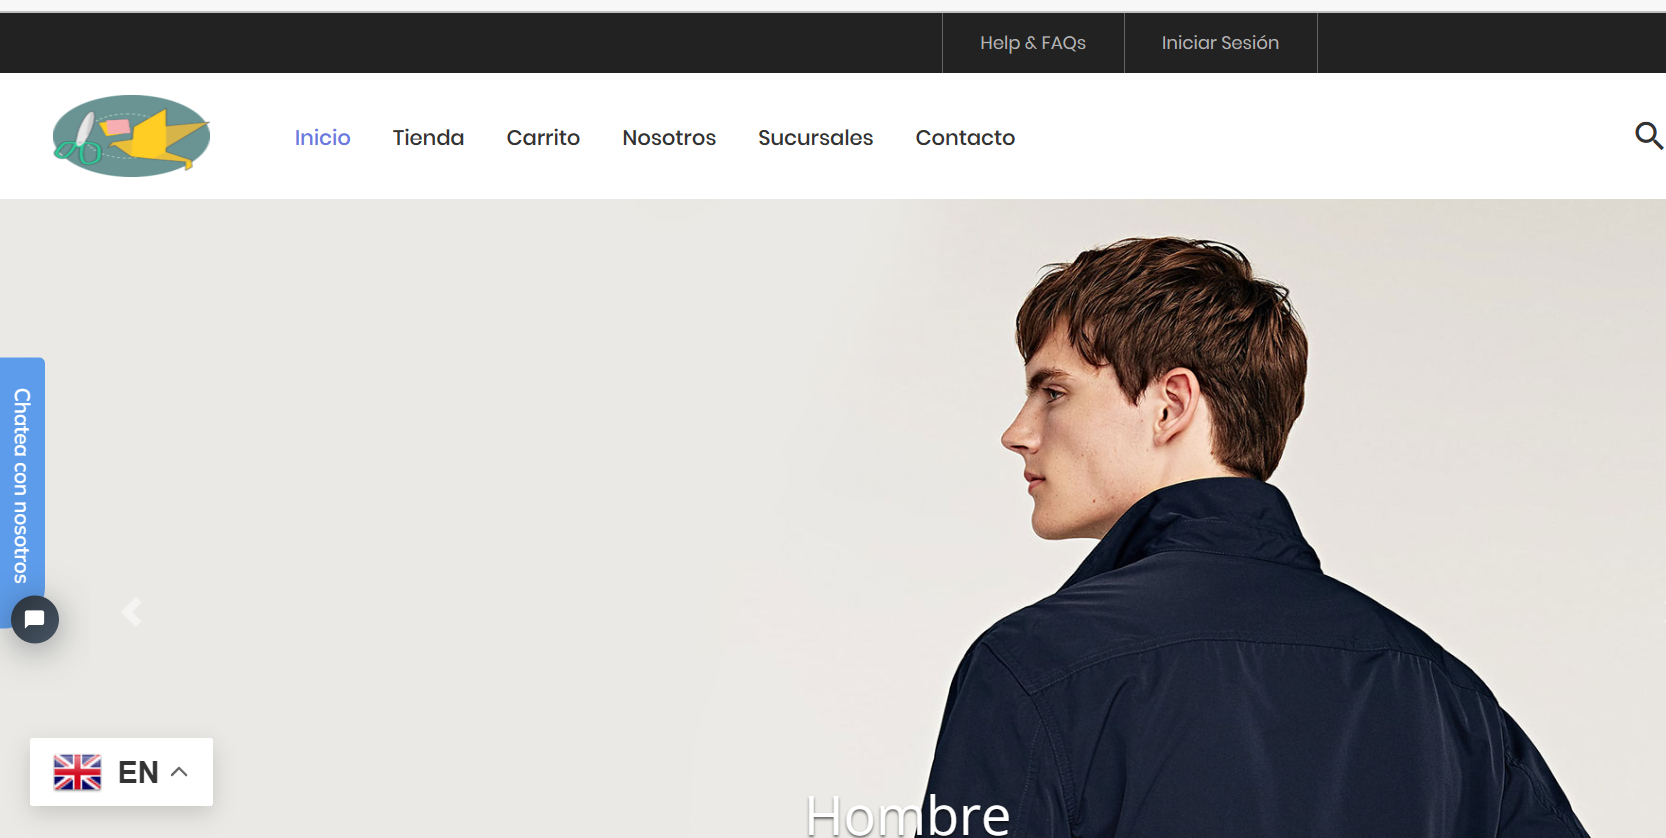 Help & FAQs
Iniciar Sesión
Inicio Tienda Carrito Nosotros Sucursales Contacto
Chatea con nosotros
EN
Hombre